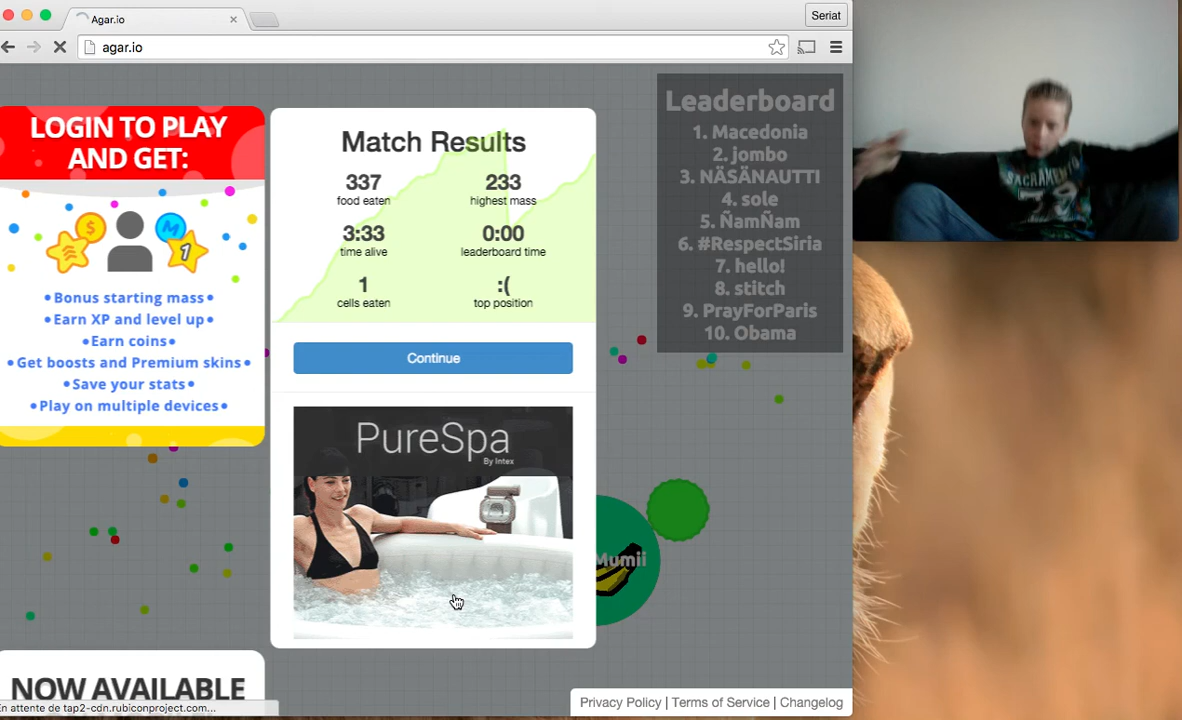 Agar.io
Seriat
agar.io
LOGIN TO PLAY
AND GET:
•Bonus starting mass•
•Earn XP and level up•
•Earn coins•
•Get boosts and Premium skins•
•Save your stats•
•Play on multiple devices•
NOW AVAILABLE
En attente de tap2-cdn.rubiconproject.com...
Match Results
337 233
food eaten highest mass
3:33 0:00
time alive leaderboard time
1 :(
cells eaten top position
Continue
PureSpa
By Intex
Mumii
Leaderboard
1. Macedonia
2. jombo
3. NÄSÄNAUTTI
4. sole
5. ÑamÑam
6. #RespectSiria
7. hello!
8. stitch
9. PrayForParis
10. Obama
SACRAMENTO
Privacy Policy | Terms of Service | Changelog